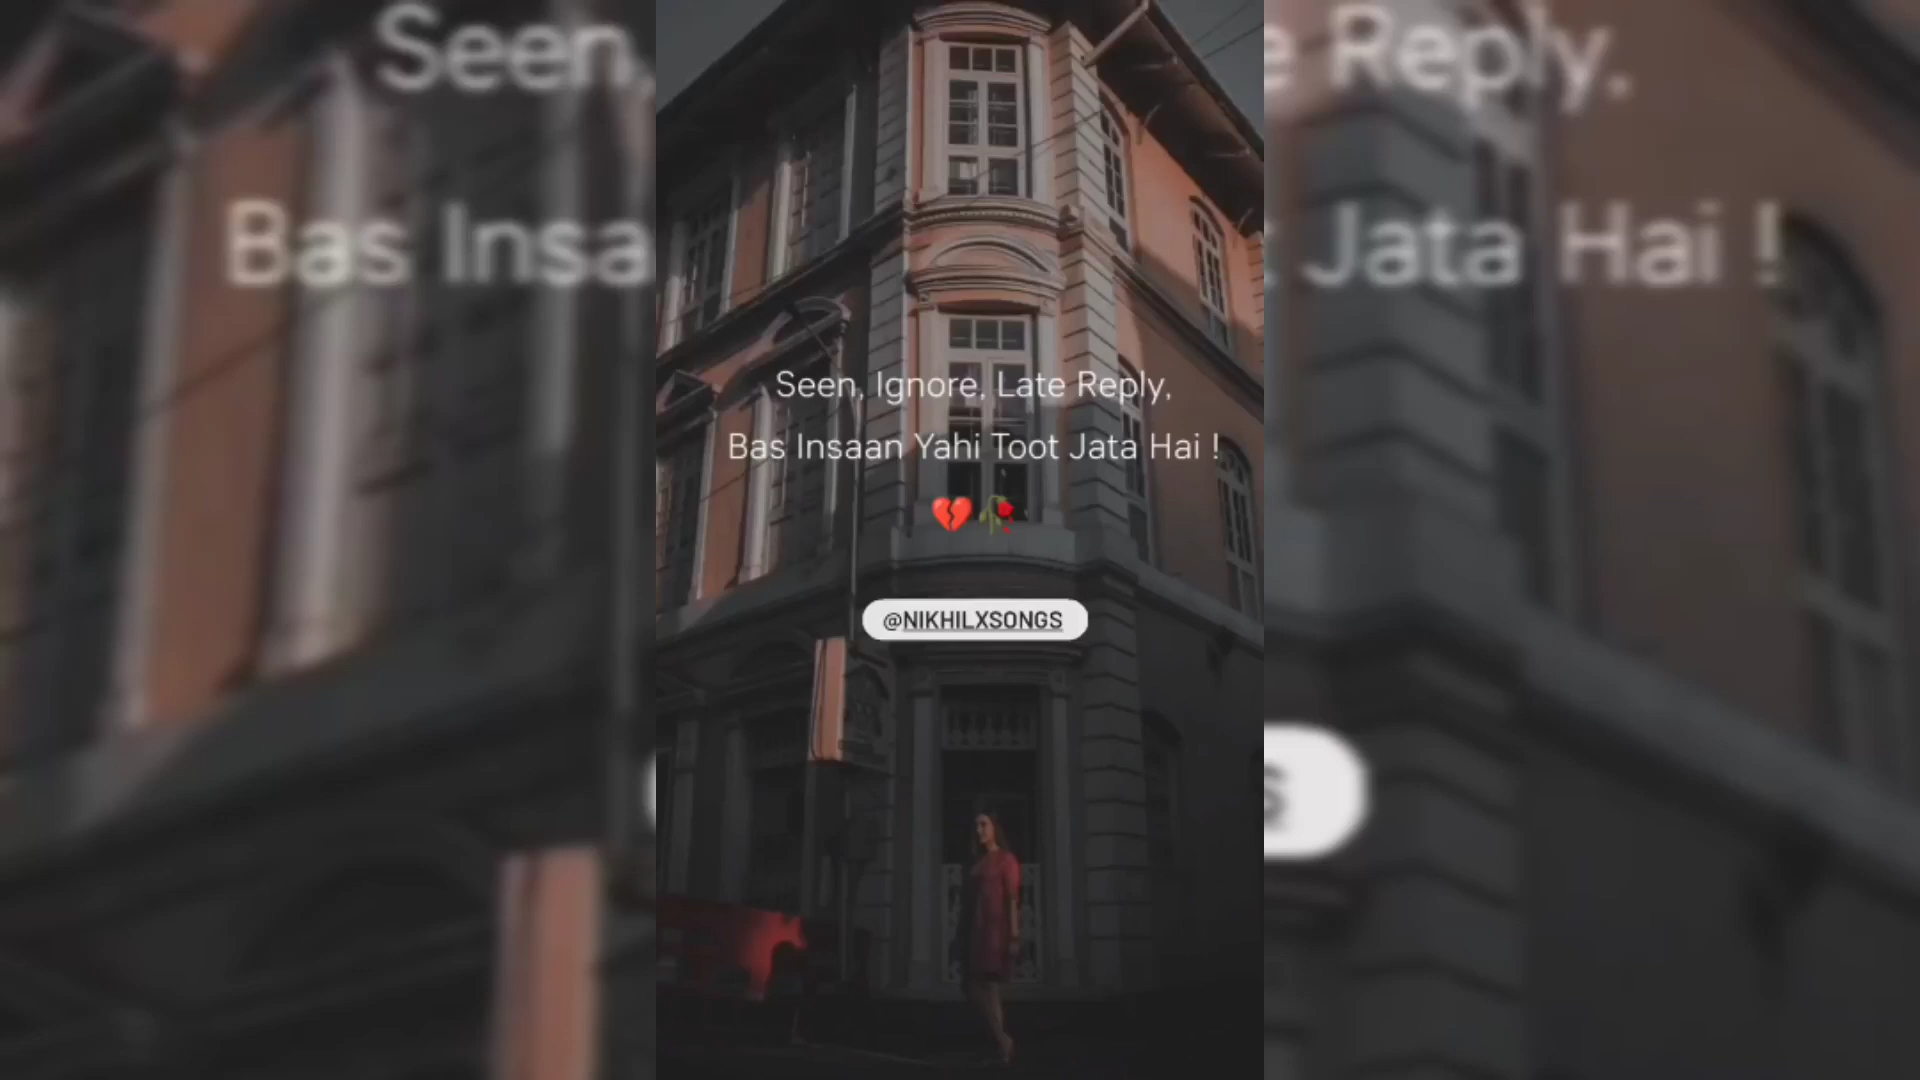 Seen, Ignore, Late Reply,
Bas Insaan Yahi Toot Jata Hai !
💔🥀
@NIKHILXSONGS